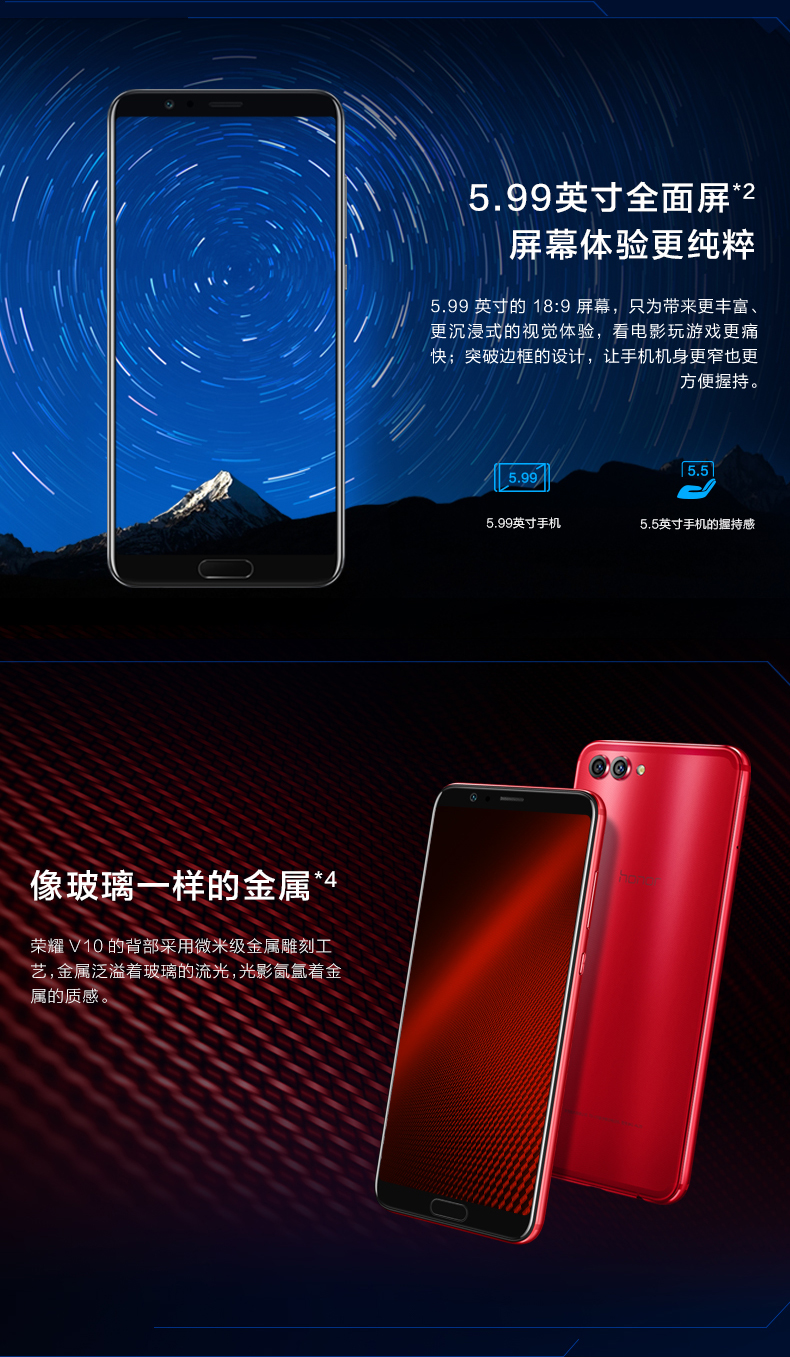 5.99英寸全面屏*2
屏幕体验更纯粹
5.99 英寸的 18:9 屏幕，只为带来更丰富、
更沉浸式的视觉体验，看电影玩游戏更痛
快；突破边框的设计，让手机机身更窄也更
方便握持。
5.99
5.5
5.99英寸手机
5.5英寸手机的握持感
像玻璃一样的金属*4
荣耀 V10 的背部采用微米级金属雕刻工
艺，金属泛溢着玻璃的流光，光影氤氲着金
属的质感。
honor